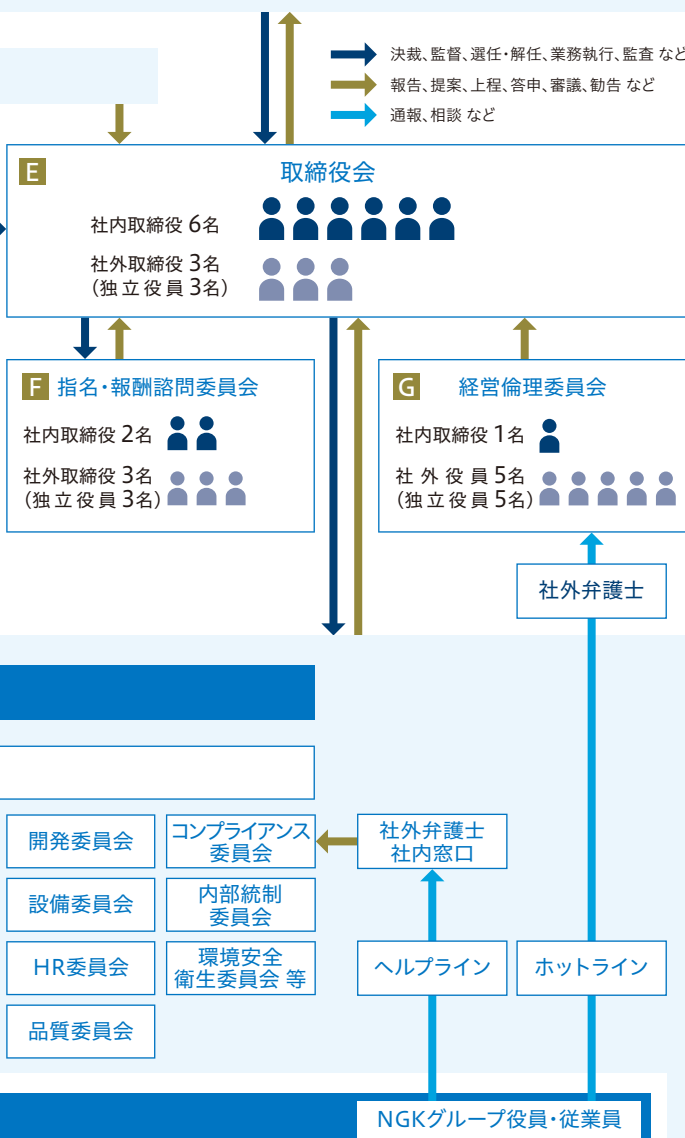 決裁、監督、選任・解任、業務執行、監査 など
報告、提案、上程、答申、審議、勧告 など
通報、相談 など
E 取締役会
社内取締役 6名
社外取締役 3名
（独立役員 3名）
F 指名・報酬諮問委員会
社内取締役 2名
社外取締役 3名
（独立役員 3名）
G 経営倫理委員会
社内取締役 1名
社外役員 5名
（独立役員 5名）
社外弁護士
開発委員会
コンプライアンス
委員会
社外弁護士
社内窓口
設備委員会
内部統制
委員会
HR委員会
環境安全
衛生委員会 等
ヘルプライン
ホットライン
品質委員会
NGKグループ役員・従業員